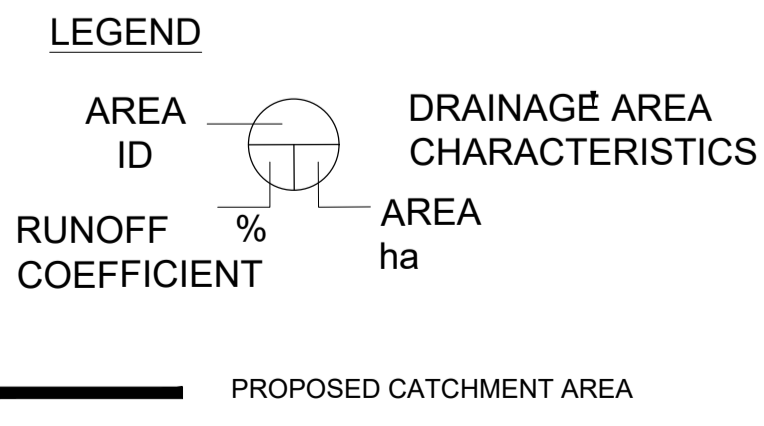 LEGEND
AREA
ID
DRAINAGE AREA
CHARACTERISTICS
RUNOFF %
COEFFICIENT
AREA
ha
PROPOSED CATCHMENT AREA